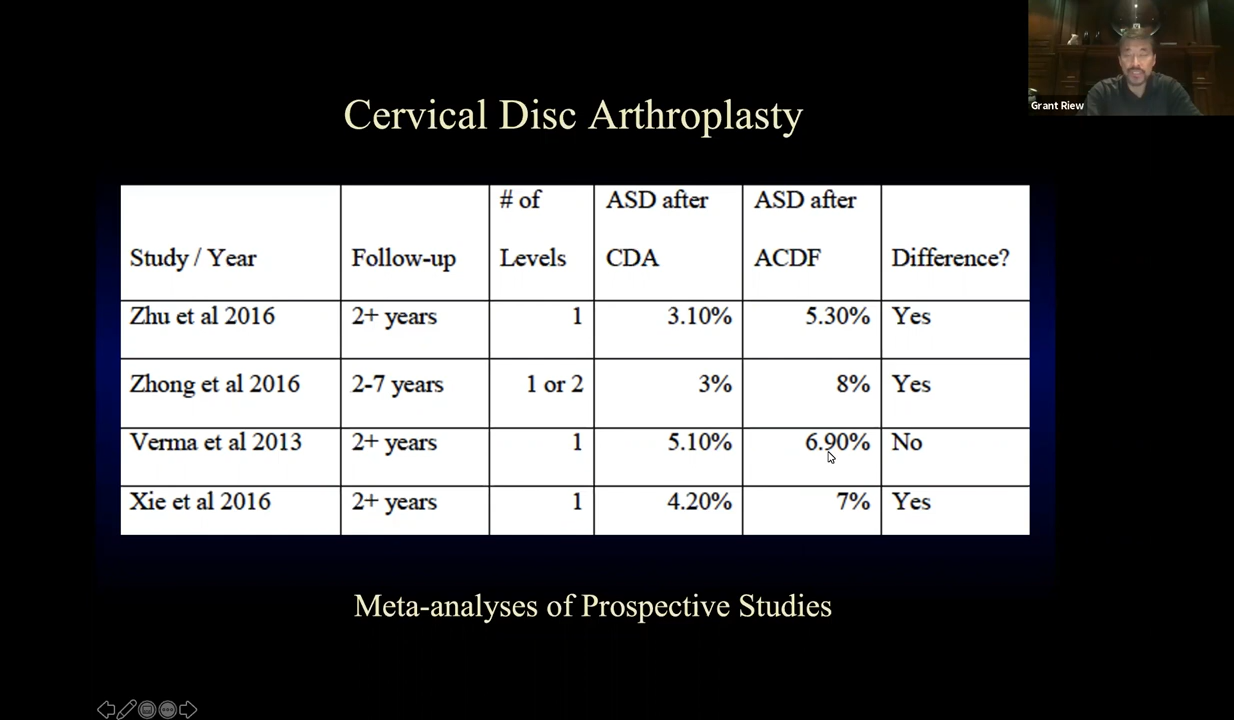 Grant Riew
Cervical Disc Arthroplasty
Study / Year Follow-up # of Levels ASD after CDA ASD after ACDF Difference?
Zhu et al 2016 2+ years 1 3.10% 5.30% Yes
Zhong et al 2016 2-7 years 1 or 2 3% 8% Yes
Verma et al 2013 2+ years 1 5.10% 6.90% No
Xie et al 2016 2+ years 1 4.20% 7% Yes
Meta-analyses of Prospective Studies